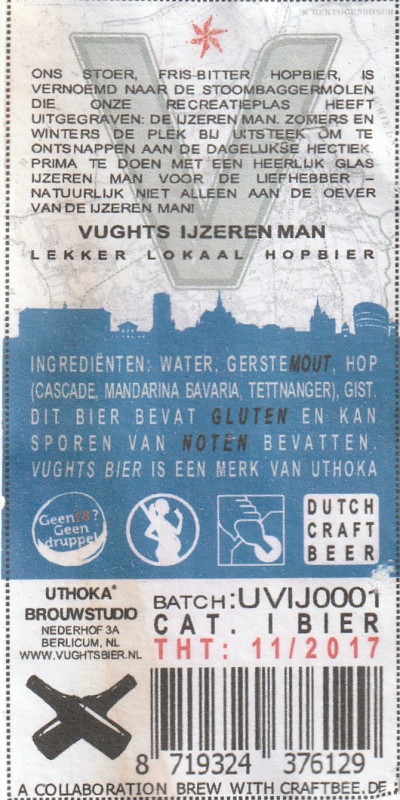 'S HERTOGENBOSCH
ONS STOER, FRIS-BITTER HOPBIER, IS
VERNOEMD NAAR DE STOOMBAGGERMOLEN
DIE ONZE RECREATIEPLAS HEEFT
UITGEGRAVEN: DE IJZEREN MAN. ZOMERS EN
WINTERS DE PLEK BIJ UITSTEEK OM TE
ONTSNAPPEN AAN DE DAGELIJKSE HECTIEK.
PRIMA TE DOEN MET EEN HEERLIJK GLAS
IJZEREN MAN VOOR DE LIEFHEBBER –
NATUURLIJK NIET ALLEEN AAN DE OEVER
VAN DE IJZEREN MAN!
VUGHTS IJZEREN MAN
LEKKER LOKAAL HOPBIER
INGREDIËNTEN: WATER, GERSTEMOUT, HOP
(CASCADE, MANDARINA BAVARIA, TETTNANGER), GIST.
DIT BIER BEVAT GLUTEN EN KAN
SPOREN VAN NOTEN BEVATTEN.
VUGHTS BIER IS EEN MERK VAN UTHOKA
Geen 18?
Geen
druppel
DUTCH
CRAFT
BEER
UTHOKA®
BROUWSTUDIO
NEDERHOF 3A
BERLICUM, NL
WWW.VUGHTSBIER.NL
BATCH: UVIJ0001
CAT. I BIER
THT: 11/2017
8 719324 376129
A COLLABORATION BREW WITH CRAFTBEE.DE